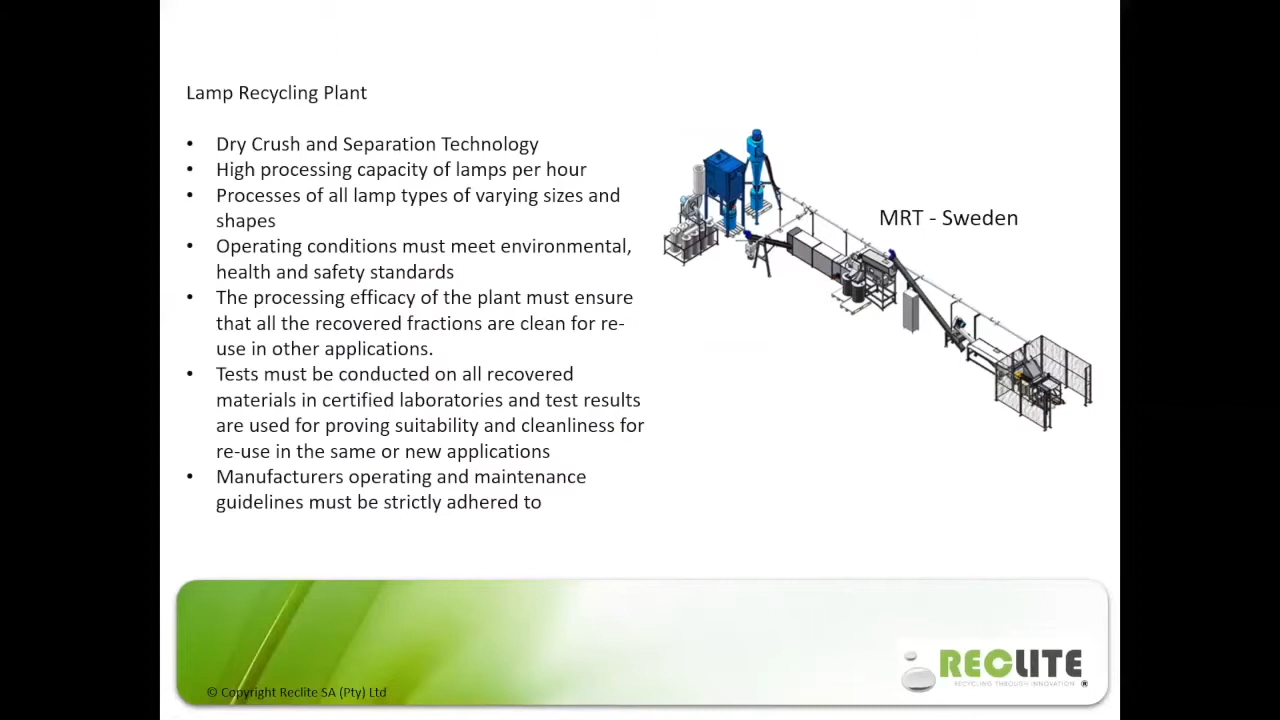 Lamp Recycling Plant
• Dry Crush and Separation Technology
• High processing capacity of lamps per hour
• Processes of all lamp types of varying sizes and
shapes
• Operating conditions must meet environmental,
health and safety standards
• The processing efficacy of the plant must ensure
that all the recovered fractions are clean for re-
use in other applications.
• Tests must be conducted on all recovered
materials in certified laboratories and test results
are used for proving suitability and cleanliness for
re-use in the same or new applications
• Manufacturers operating and maintenance
guidelines must be strictly adhered to
MRT - Sweden
RECLITE
RECYCLING THROUGH INNOVATION ®
© Copyright Reclite SA (Pty) Ltd